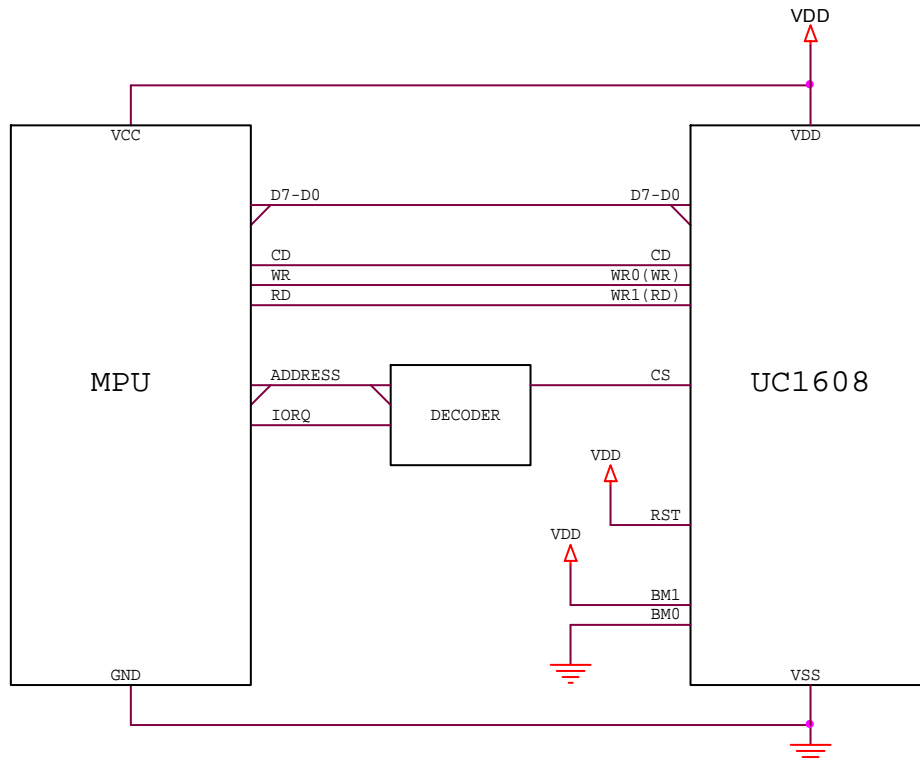 VDD
VCC
VDD
D7-D0
D7-D0
CD
CD
WR
WR0(WR)
RD
WR1(RD)
MPU
ADDRESS
DECODER
CS
UC1608
IORQ
VDD
RST
VDD
BM1
BM0
GND
VSS